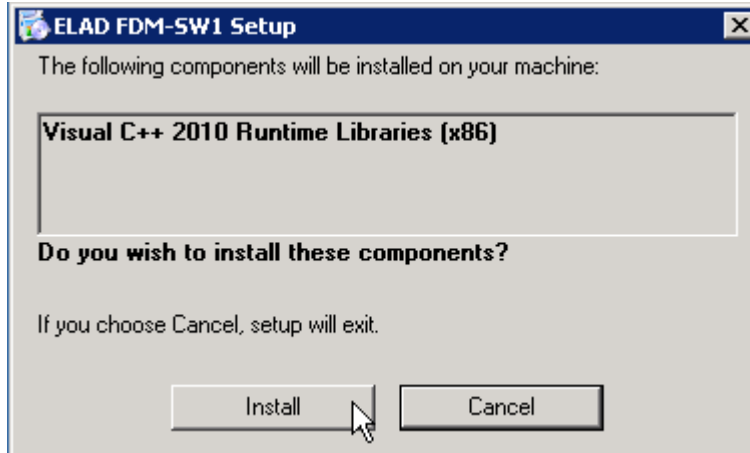 ELAD FDM-SW1 Setup
The following components will be installed on your machine:
Visual C++ 2010 Runtime Libraries (x86)
Do you wish to install these components?
If you choose Cancel, setup will exit.
Install
Cancel